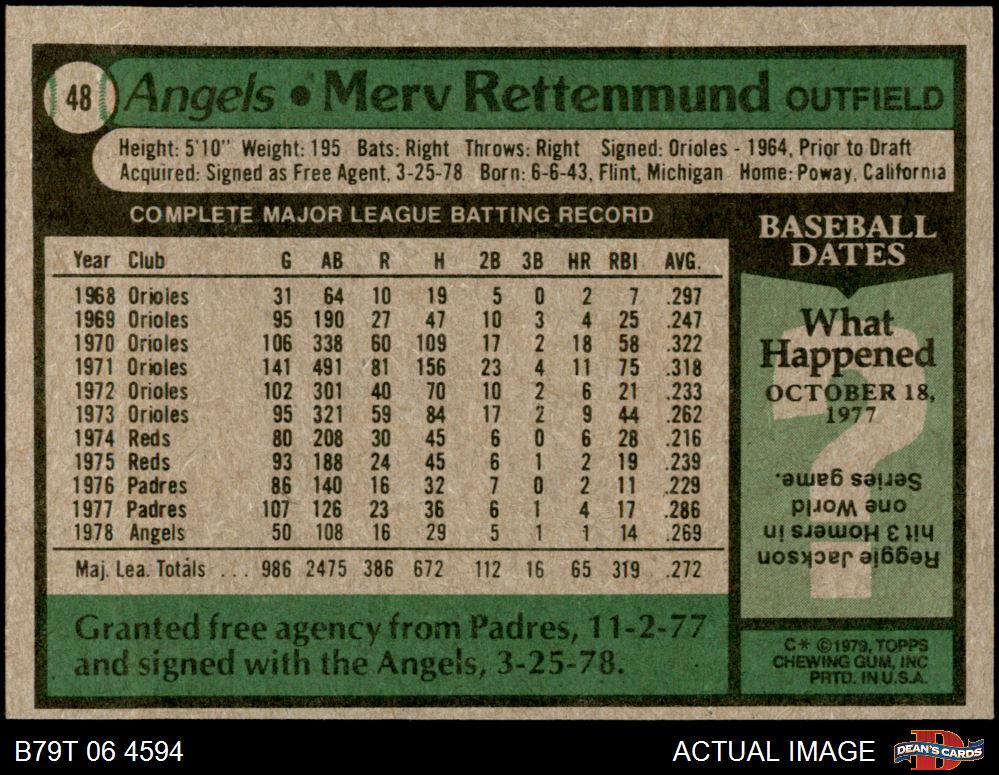 48 Angels • Merv Rettenmund OUTFIELD
Height: 5'10" Weight: 195 Bats: Right Throws: Right Signed: Orioles - 1964, Prior to Draft
Acquired: Signed as Free Agent, 3-25-78 Born: 6-6-43, Flint, Michigan Home: Poway, California
COMPLETE MAJOR LEAGUE BATTING RECORD
Year Club G AB R H 2B 3B HR RBI AVG.
1968 Orioles 31 64 10 19 5 0 2 7 .297
1969 Orioles 95 190 27 47 10 3 4 25 .247
1970 Orioles 106 338 60 109 17 2 18 58 .322
1971 Orioles 141 491 81 156 23 4 11 75 .318
1972 Orioles 102 301 40 70 10 2 6 21 .233
1973 Orioles 95 321 59 84 17 2 9 44 .262
1974 Reds 80 208 30 45 6 0 6 28 .216
1975 Reds 93 188 24 45 6 1 2 19 .239
1976 Padres 86 140 16 32 7 0 2 11 .229
1977 Padres 107 126 23 36 6 1 4 17 .286
1978 Angels 50 108 16 29 5 1 1 14 .269
Maj. Lea. Totals ... 986 2475 386 672 112 16 65 319 .272
Granted free agency from Padres, 11-2-77
and signed with the Angels, 3-25-78.
BASEBALL
DATES
What
Happened
OCTOBER 18,
1977
?
Reggie Jackson
hit 3 Homers in
one World
Series game.
C* ©1979, TOPPS
CHEWING GUM, INC
PRTD. IN U.S.A.
B79T 06 4594
ACTUAL IMAGE
D
DEAN'S CARDS